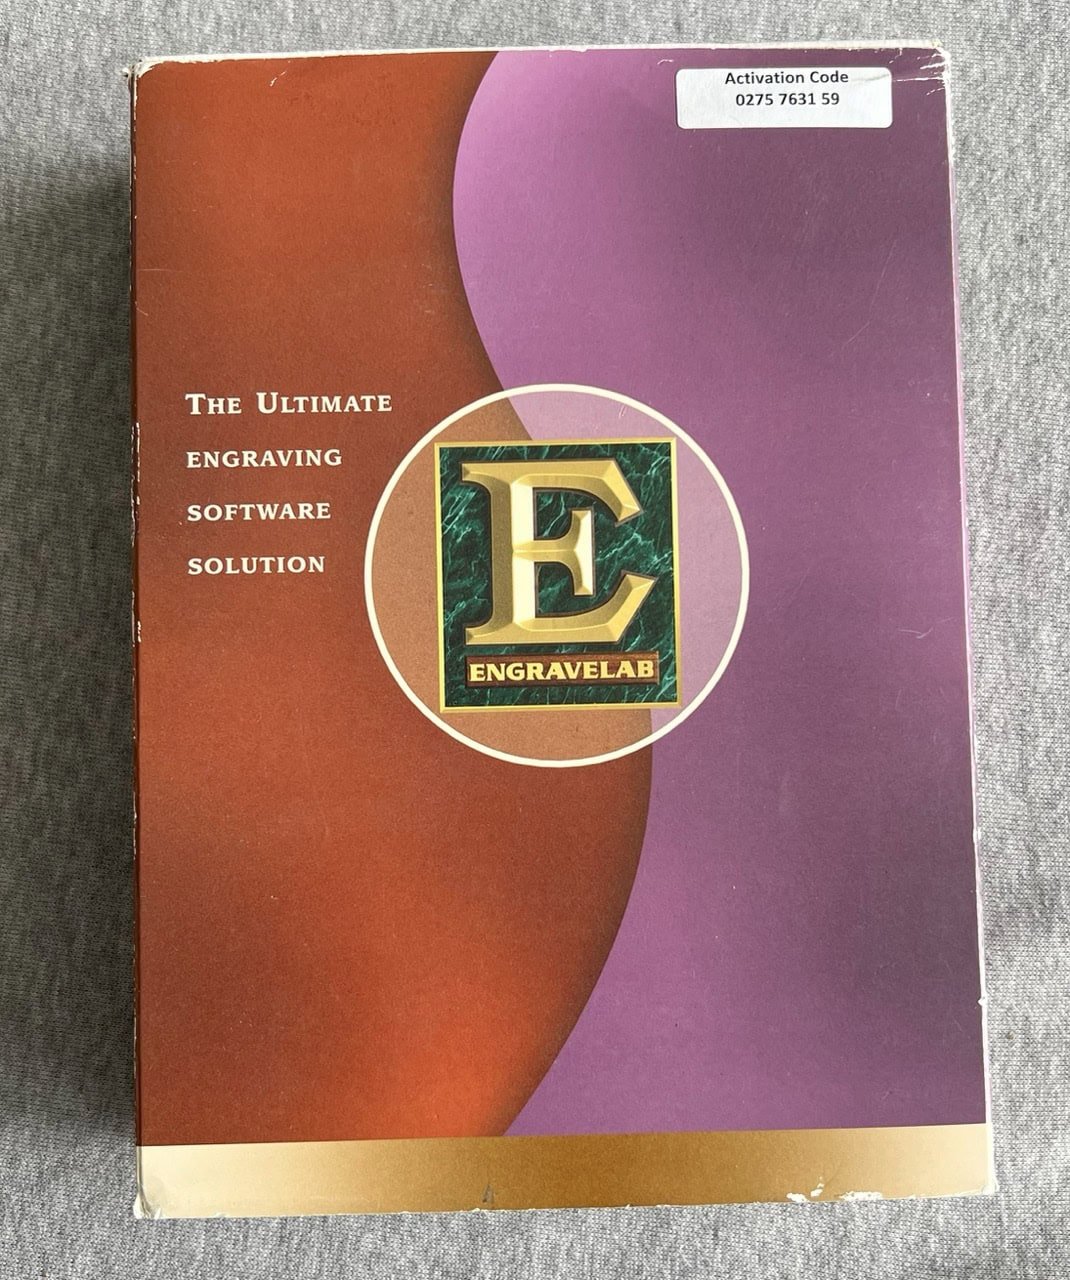 Activation Code
0275 7631 59
THE ULTIMATE
ENGRAVING
SOFTWARE
SOLUTION
E
ENGRAVELAB